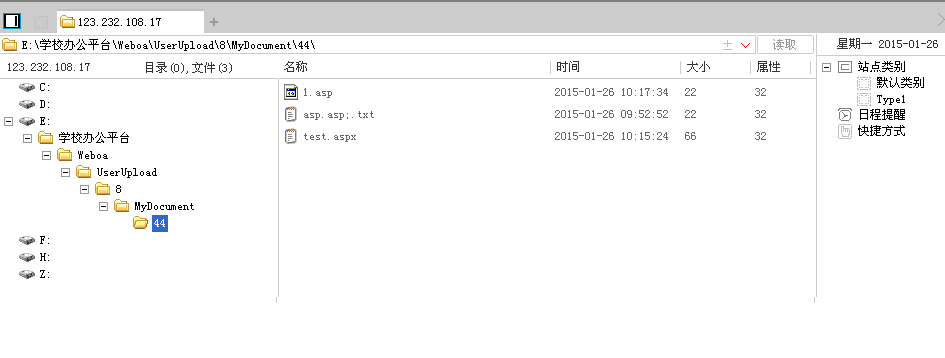 123.232.108.17
E:\学校办公平台\Weboa\UserUpload\8\MyDocument\44\ 读取 星期一 2015-01-26
123.232.108.17 目录(0),文件(3) 名称 时间 大小 属性
C:
D:
E:
学校办公平台
Weboa
UserUpload
8
MyDocument
44
F:
H:
Z:
1.asp 2015-01-26 10:17:34 22 32
asp.asp;.txt 2015-01-26 09:52:52 22 32
test.aspx 2015-01-26 10:15:24 66 32
站点类别
默认类别
Type1
日程提醒
快捷方式